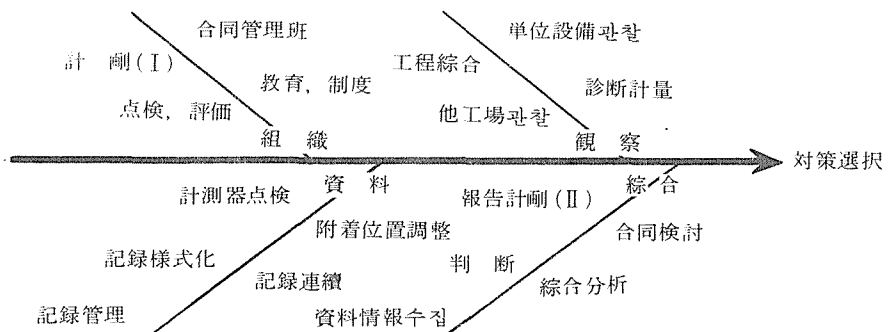 合同管理班
単位設備관찰
計 劃(Ⅰ)
工程綜合
教育, 制度
診断計量
点検, 評価
他工場관찰
組 織
観 察
対策選択
計測器点検
資 料
報告計劃(Ⅱ)
綜 合
附着位置調整
合同検討
記録様式化
判 断
記録連續
綜合分析
記録管理
資料情報수집